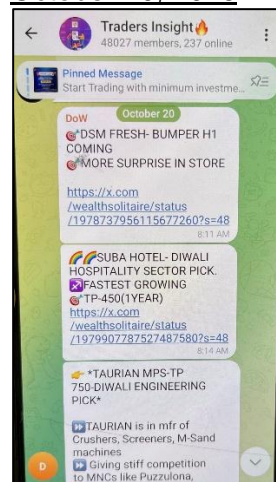 Traders Insight🔥
48027 members, 237 online
Pinned Message
Start Trading with minimum investme...
October 20
DoW
🎯DSM FRESH- BUMPER H1
COMING
🎯MORE SURPRISE IN STORE
https://x.com
/wealthsolitaire/status
/1978737956115677260?s=48
8:11 AM
🌈🌈SUBA HOTEL- DIWALI
HOSPITALITY SECTOR PICK.
♐FASTEST GROWING
🎯TP-450(1YEAR)
https://x.com
/wealthsolitaire/status
/1979907787527487580?s=48
8:14 AM
👉 *TAURIAN MPS-TP
750-DIWALI ENGINEERING
PICK*
⏩TAURIAN is in mfr of
Crushers, Screeners, M-Sand
machines
⏩ Giving stiff competition
to MNCs like Puzzulona,
D